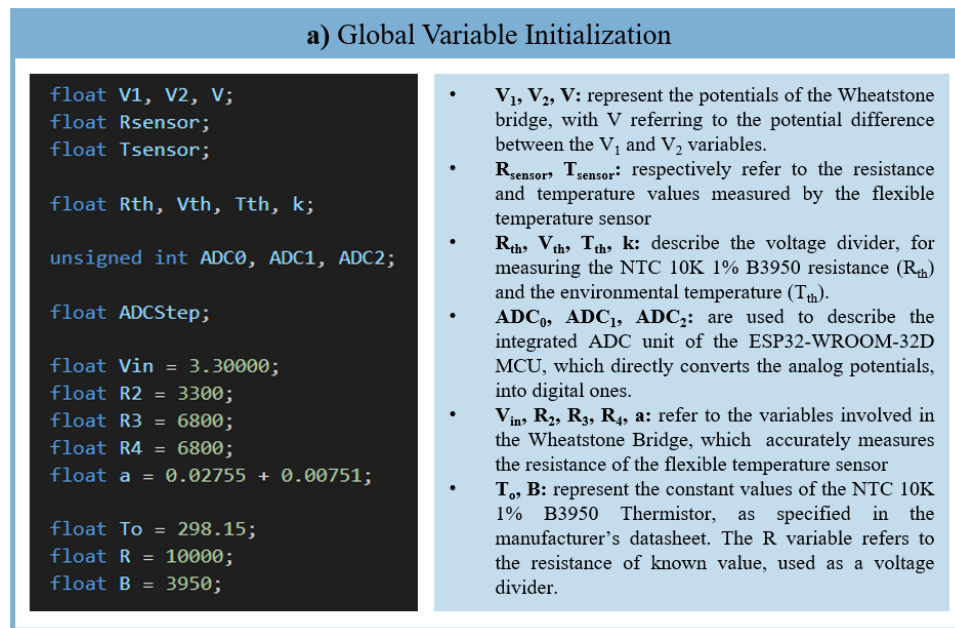 a) Global Variable Initialization
float V1, V2, V;
float Rsensor;
float Tsensor;
float Rth, Vth, Tth, k;
unsigned int ADC0, ADC1, ADC2;
float ADCStep;
float Vin = 3.30000;
float R2 = 3300;
float R3 = 6800;
float R4 = 6800;
float a = 0.02755 + 0.00751;
float To = 298.15;
float R = 10000;
float B = 3950;
• V₁, V₂, V: represent the potentials of the Wheatstone
bridge, with V referring to the potential difference
between the V₁ and V₂ variables.
• Rsensor, Tsensor: respectively refer to the resistance
and temperature values measured by the flexible
temperature sensor
• Rth, Vth, Tth, k: describe the voltage divider, for
measuring the NTC 10K 1% B3950 resistance (Rth)
and the environmental temperature (Tth).
• ADC₀, ADC₁, ADC₂: are used to describe the
integrated ADC unit of the ESP32-WROOM-32D
MCU, which directly converts the analog potentials,
into digital ones.
• Vin, R₂, R₃, R₄, a: refer to the variables involved in
the Wheatstone Bridge, which accurately measures
the resistance of the flexible temperature sensor
• To, B: represent the constant values of the NTC 10K
1% B3950 Thermistor, as specified in the
manufacturer’s datasheet. The R variable refers to
the resistance of known value, used as a voltage
divider.